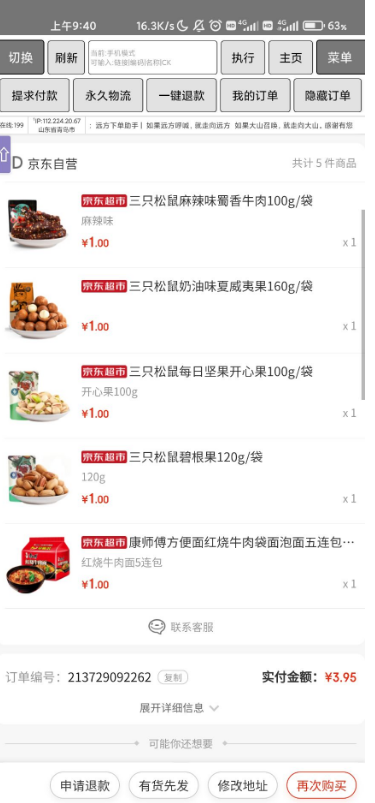 上午9:40 16.3K/s HD 4G HD 4G 63%
切换 刷新 当前:手机模式 执行 主页 菜单
可输入:链接|编码|名称|CK
提求付款 永久物流 一键退款 我的订单 隐藏订单
在线:199 IP:112.224.20.67 : 远方下单助手 | 如果远方呼喊，就走向远方 如果大山召唤，就走向大山，感谢有您
山东省青岛市
京东自营 共计 5 件商品
京东超市 三只松鼠麻辣味蜀香牛肉100g/袋
麻辣味
¥1.00 x 1
京东超市 三只松鼠奶油味夏威夷果160g/袋
¥1.00 x 1
京东超市 三只松鼠每日坚果开心果100g/袋
开心果100g
¥1.00 x 1
京东超市 三只松鼠碧根果120g/袋
120g
¥1.00 x 1
京东超市 康师傅方便面红烧牛肉袋面泡面五连包…
红烧牛肉面5连包
¥1.00 x 1
联系客服
订单编号: 213729092262 复制 实付金额: ¥3.95
展开详细信息
可能你还想要
申请退款 有货先发 修改地址 再次购买